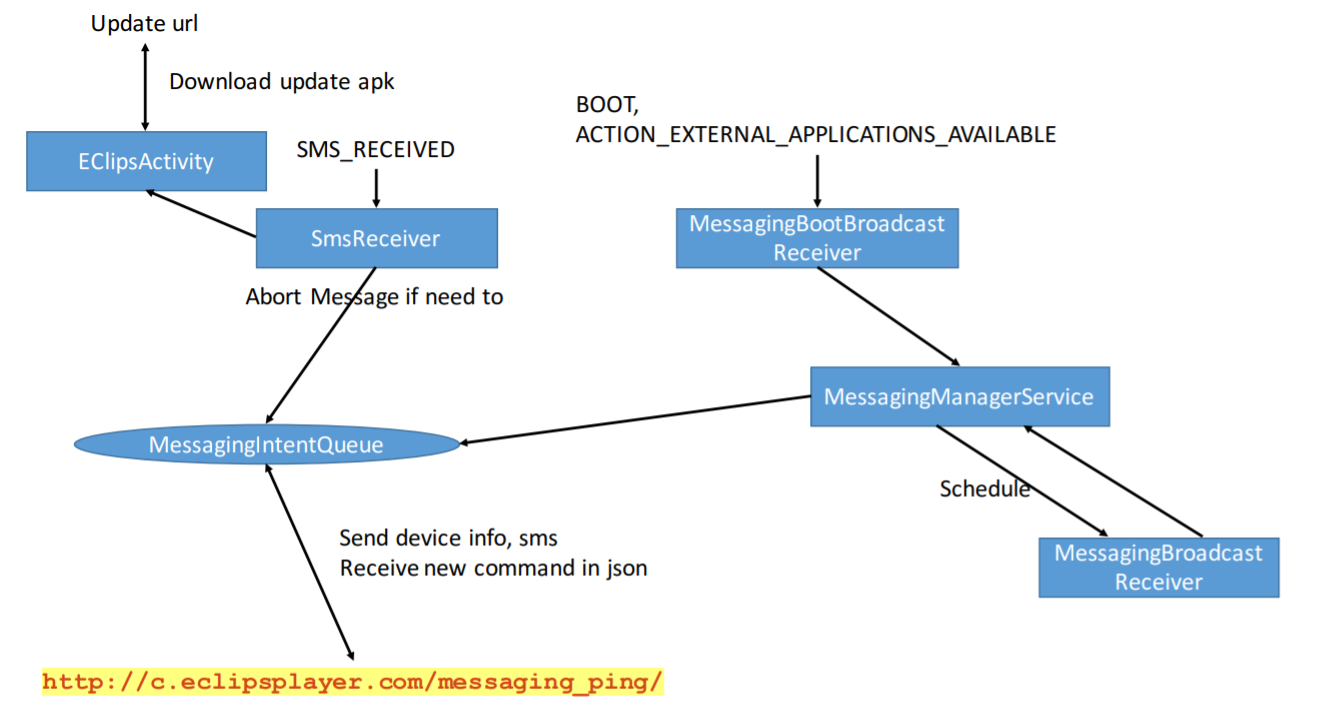 Update url
Download update apk
EClipsActivity
SMS_RECEIVED
SmsReceiver
Abort Message if need to
BOOT,
ACTION_EXTERNAL_APPLICATIONS_AVAILABLE
MessagingBootBroadcast
Receiver
MessagingManagerService
MessagingIntentQueue
Schedule
MessagingBroadcast
Receiver
Send device info, sms
Receive new command in json
http://c.eclipsplayer.com/messaging_ping/